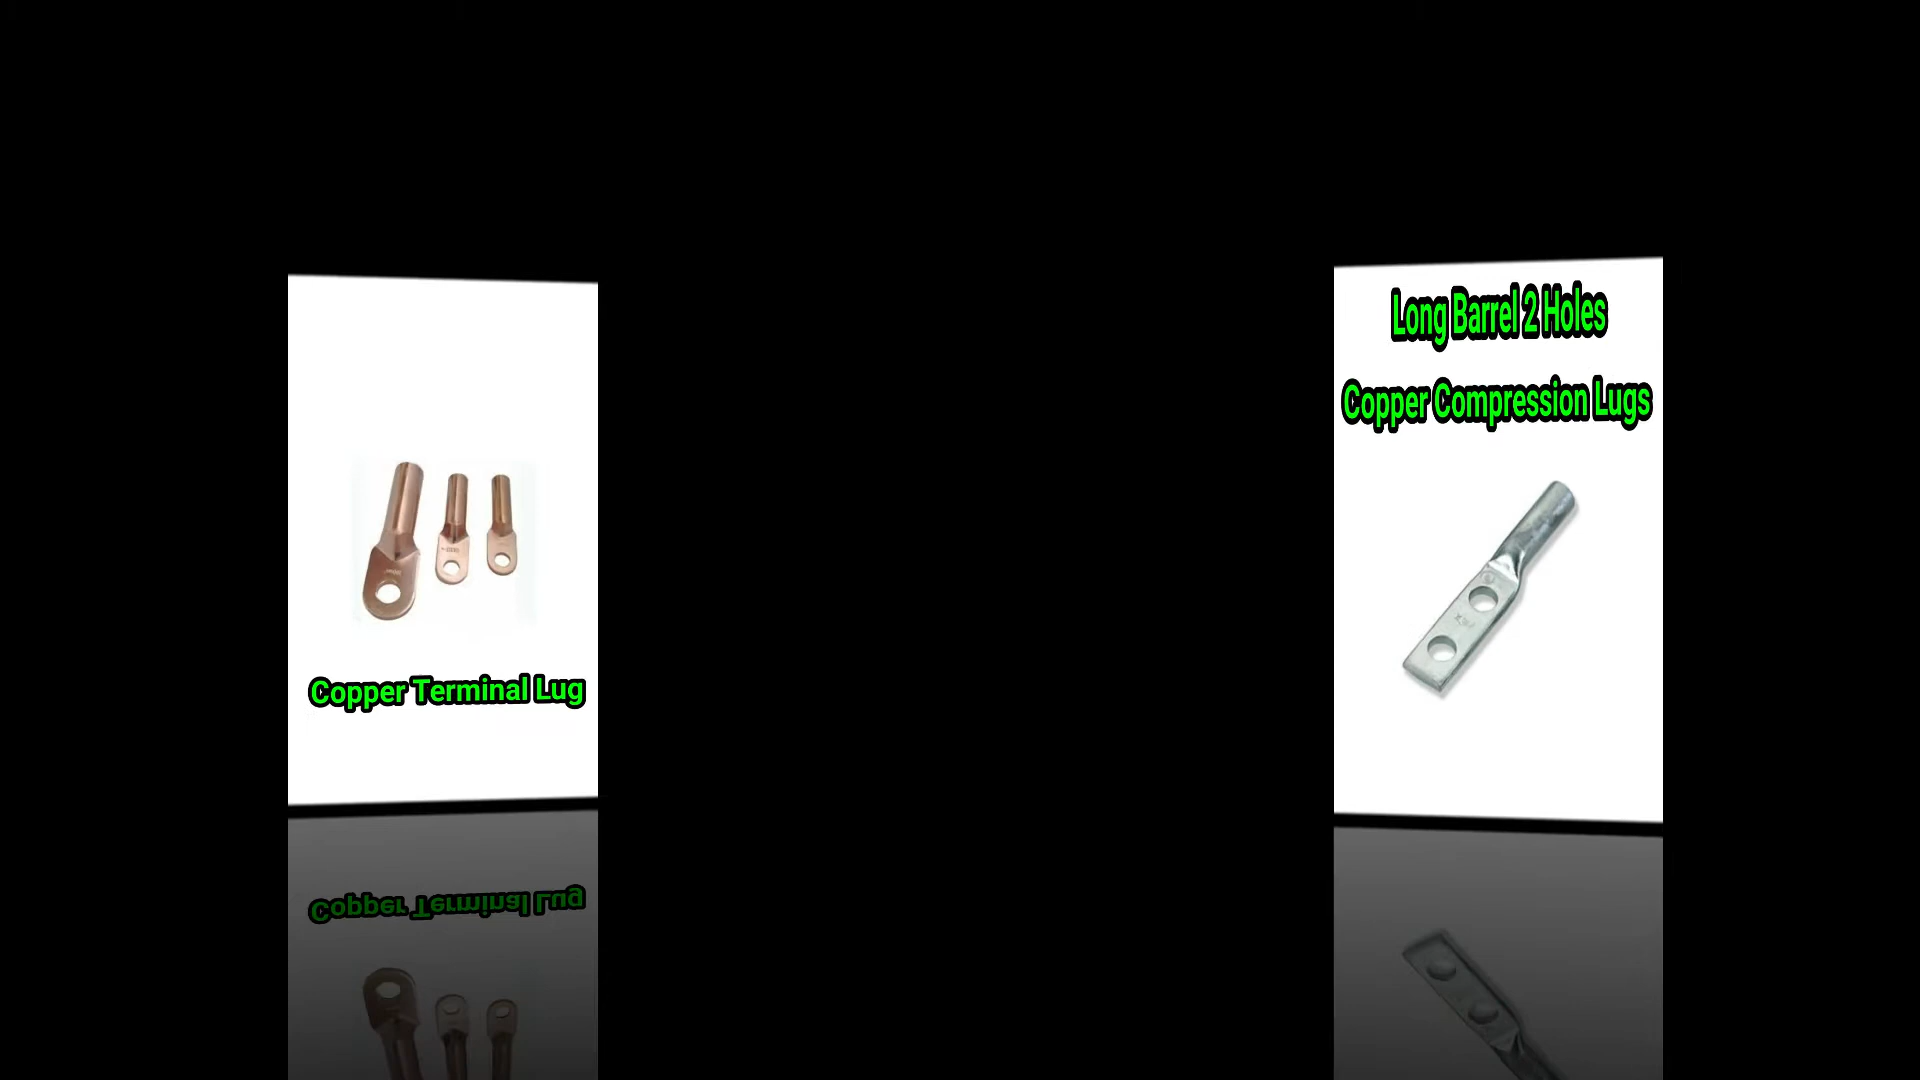 Copper Terminal Lug
Long Barrel 2 Holes
Copper Compression Lugs